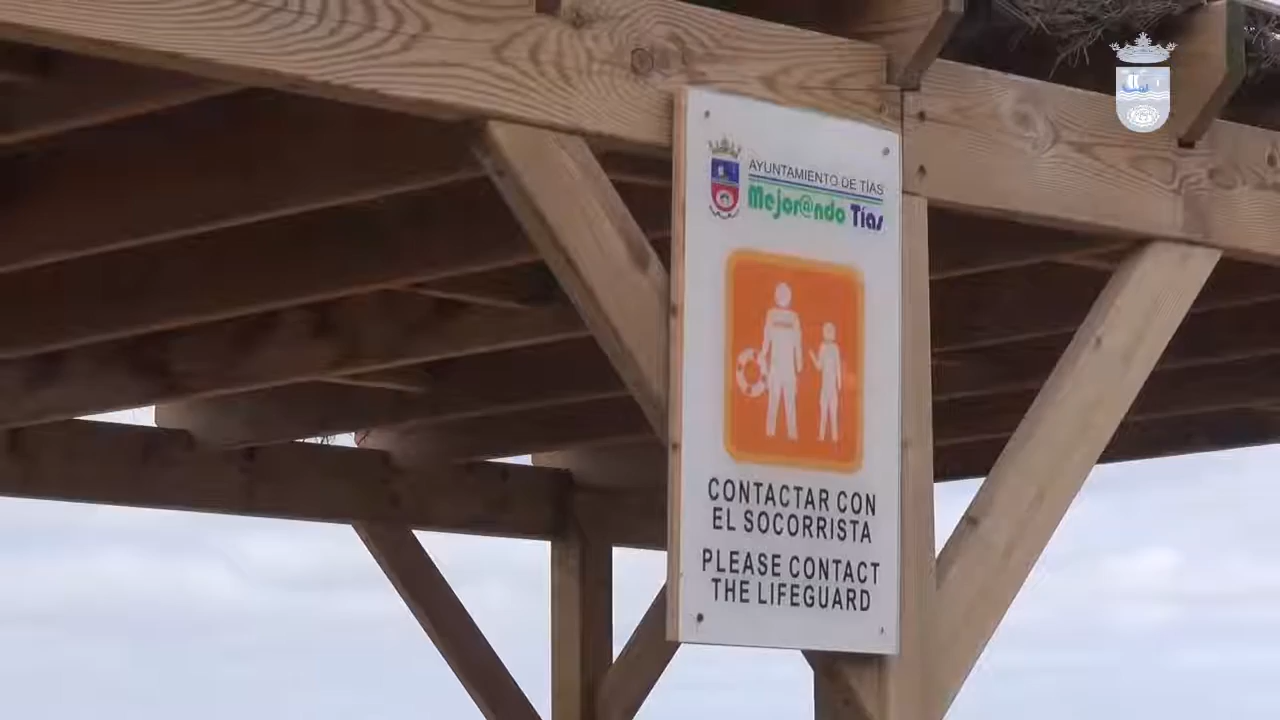 AYUNTAMIENTO DE TÍAS
Mejor@ndo Tías
CONTACTAR CON
EL SOCORRISTA
PLEASE CONTACT
THE LIFEGUARD